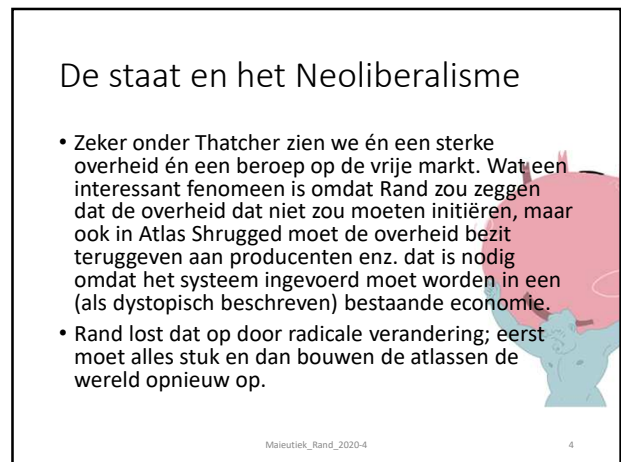 De staat en het Neoliberalisme
• Zeker onder Thatcher zien we én een sterke
overheid én een beroep op de vrije markt. Wat een
interessant fenomeen is omdat Rand zou zeggen
dat de overheid dat niet zou moeten initiëren, maar
ook in Atlas Shrugged moet de overheid bezit
teruggeven aan producenten enz. dat is nodig
omdat het systeem ingevoerd moet worden in een
(als dystopisch beschreven) bestaande economie.
• Rand lost dat op door radicale verandering; eerst
moet alles stuk en dan bouwen de atlassen de
wereld opnieuw op.
Maieutiek_Rand_2020-4
4